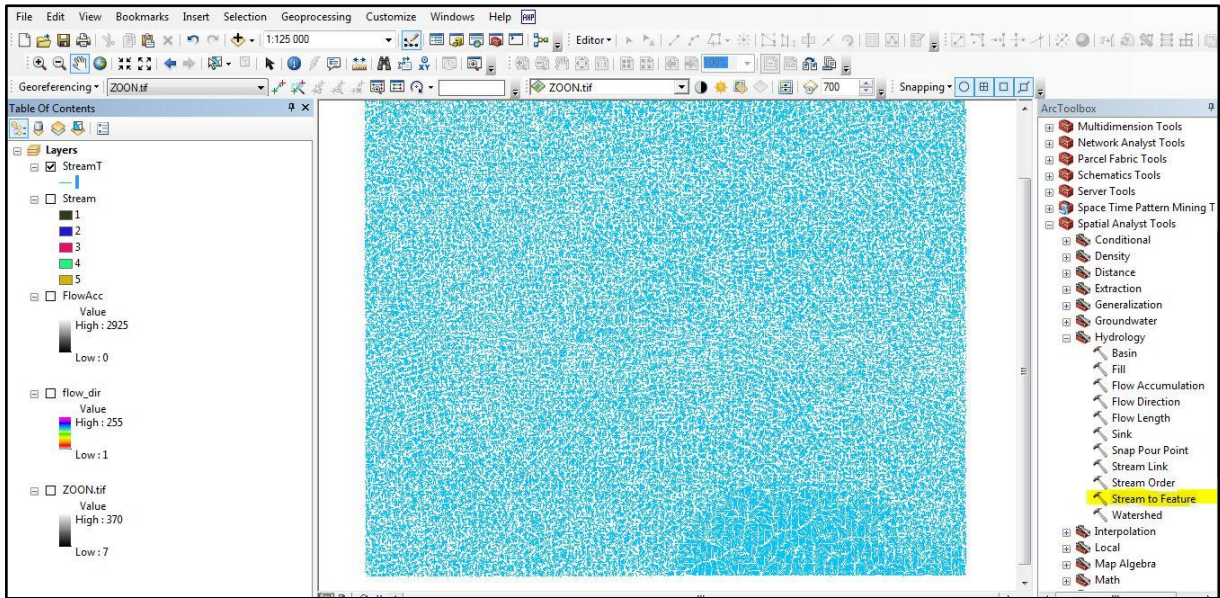 File Edit View Bookmarks Insert Selection Geoprocessing Customize Windows Help AHP
1:125 000 Editor
100%
Georeferencing ZOON.tif ZOON.tif 700 Snapping
Table Of Contents
Layers
StreamT
Stream
1
2
3
4
5
FlowAcc
Value
High : 2925
Low : 0
flow_dir
Value
High : 255
Low : 1
ZOON.tif
Value
High : 370
Low : 7
ArcToolbox
Multidimension Tools
Network Analyst Tools
Parcel Fabric Tools
Schematics Tools
Server Tools
Space Time Pattern Mining T
Spatial Analyst Tools
Conditional
Density
Distance
Extraction
Generalization
Groundwater
Hydrology
Basin
Fill
Flow Accumulation
Flow Direction
Flow Length
Sink
Snap Pour Point
Stream Link
Stream Order
Stream to Feature
Watershed
Interpolation
Local
Map Algebra
Math